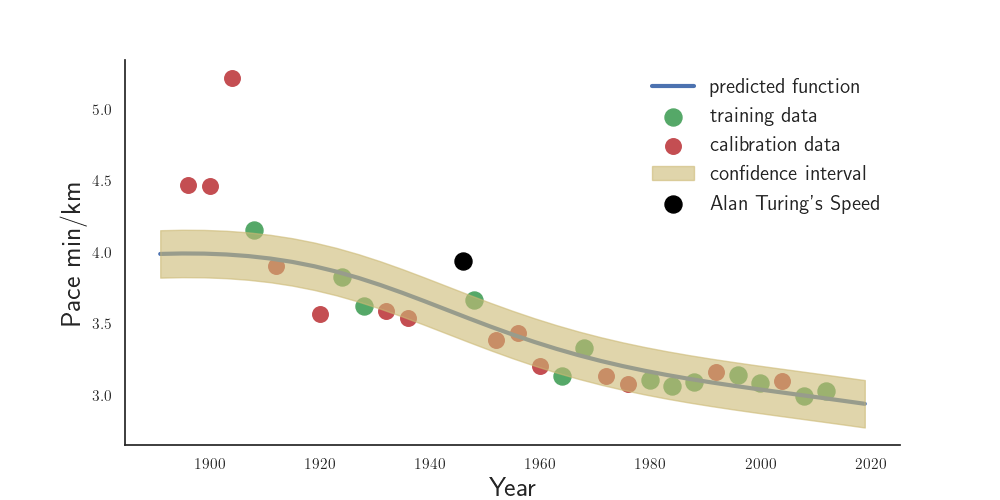 predicted function
training data
calibration data
confidence interval
Alan Turing's Speed
Pace min/km
5.0
4.5
4.0
3.5
3.0
1900 1920 1940 1960 1980 2000 2020
Year